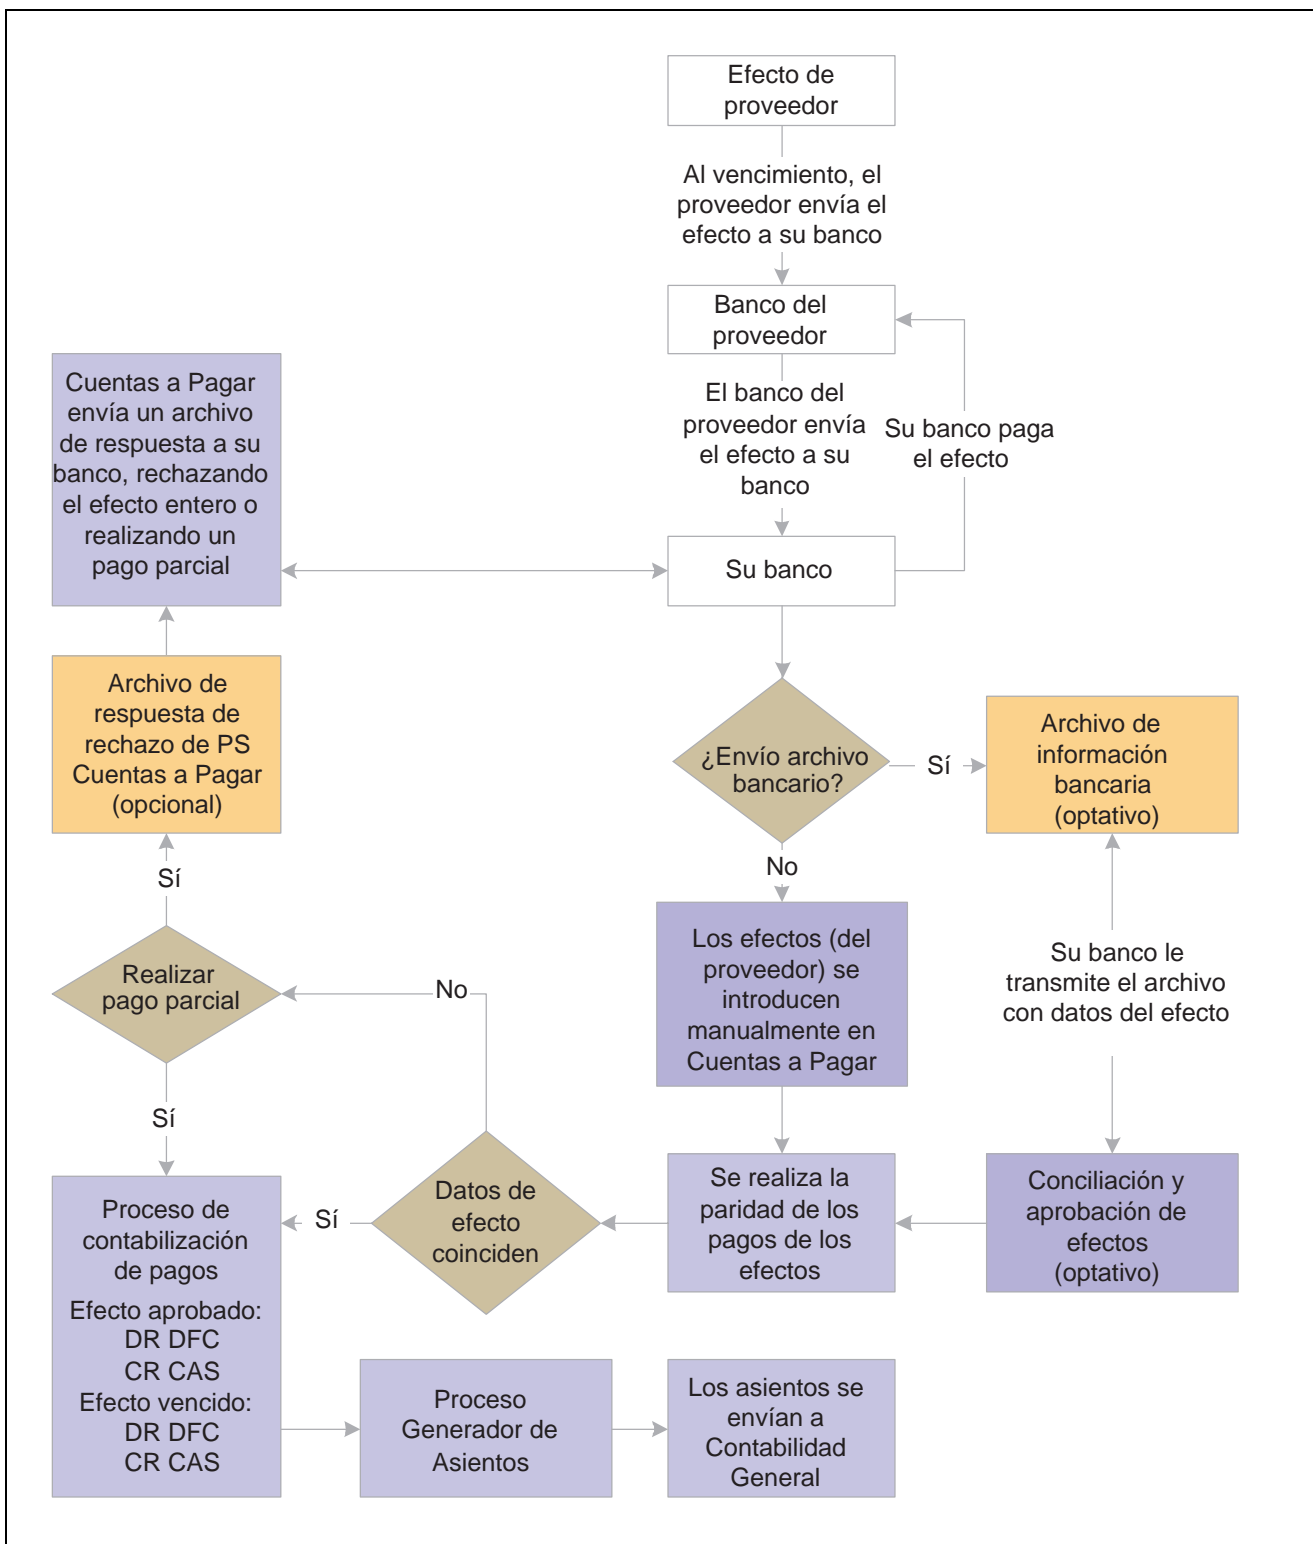 Efecto de
proveedor
Al vencimiento, el
proveedor envía el
efecto a su banco
Banco del
proveedor
El banco del
proveedor envía
el efecto a su
banco
Su banco paga
el efecto
Su banco
Cuentas a Pagar
envía un archivo
de respuesta a su
banco, rechazando
el efecto entero o
realizando un
pago parcial
Archivo de
respuesta de
rechazo de PS
Cuentas a Pagar
(opcional)
¿Envío archivo
bancario?
Sí
Archivo de
información
bancaria
(optativo)
No
Sí
Los efectos (del
proveedor) se
introducen
manualmente en
Cuentas a Pagar
Su banco le
transmite el archivo
con datos del efecto
Realizar
pago parcial
No
Sí
Proceso de
contabilización
de pagos
Efecto aprobado:
DR DFC
CR CAS
Efecto vencido:
DR DFC
CR CAS
Sí
Datos de
efecto
coinciden
Se realiza la
paridad de los
pagos de los
efectos
Conciliación y
aprobación de
efectos
(optativo)
Proceso
Generador de
Asientos
Los asientos se
envían a
Contabilidad
General